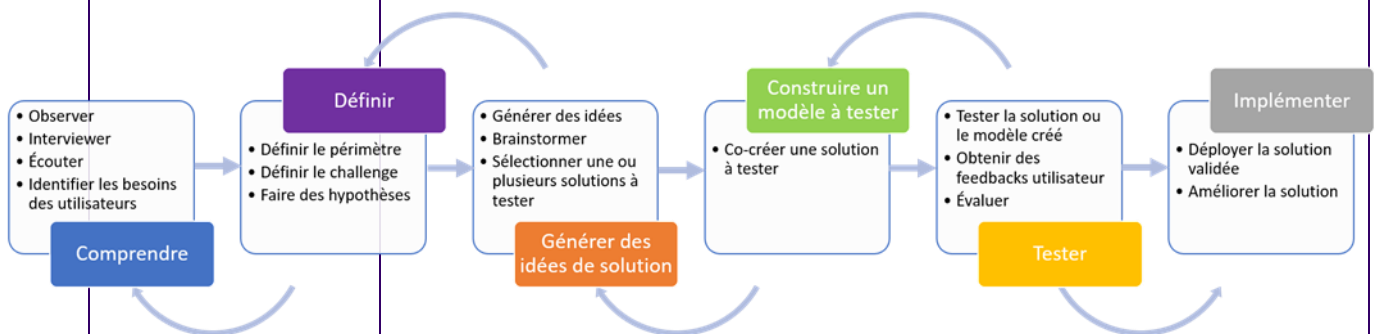 • Observer
• Interviewer
• Écouter
• Identifier les besoins
des utilisateurs
Comprendre
Définir
• Définir le périmètre
• Définir le challenge
• Faire des hypothèses
• Générer des idées
• Brainstormer
• Sélectionner une ou
plusieurs solutions à
tester
Générer des
idées de solution
Construire un
modèle à tester
• Co-créer une solution
à tester
• Tester la solution ou
le modèle créé
• Obtenir des
feedbacks utilisateur
• Évaluer
Tester
Implémenter
• Déployer la solution
validée
• Améliorer la solution